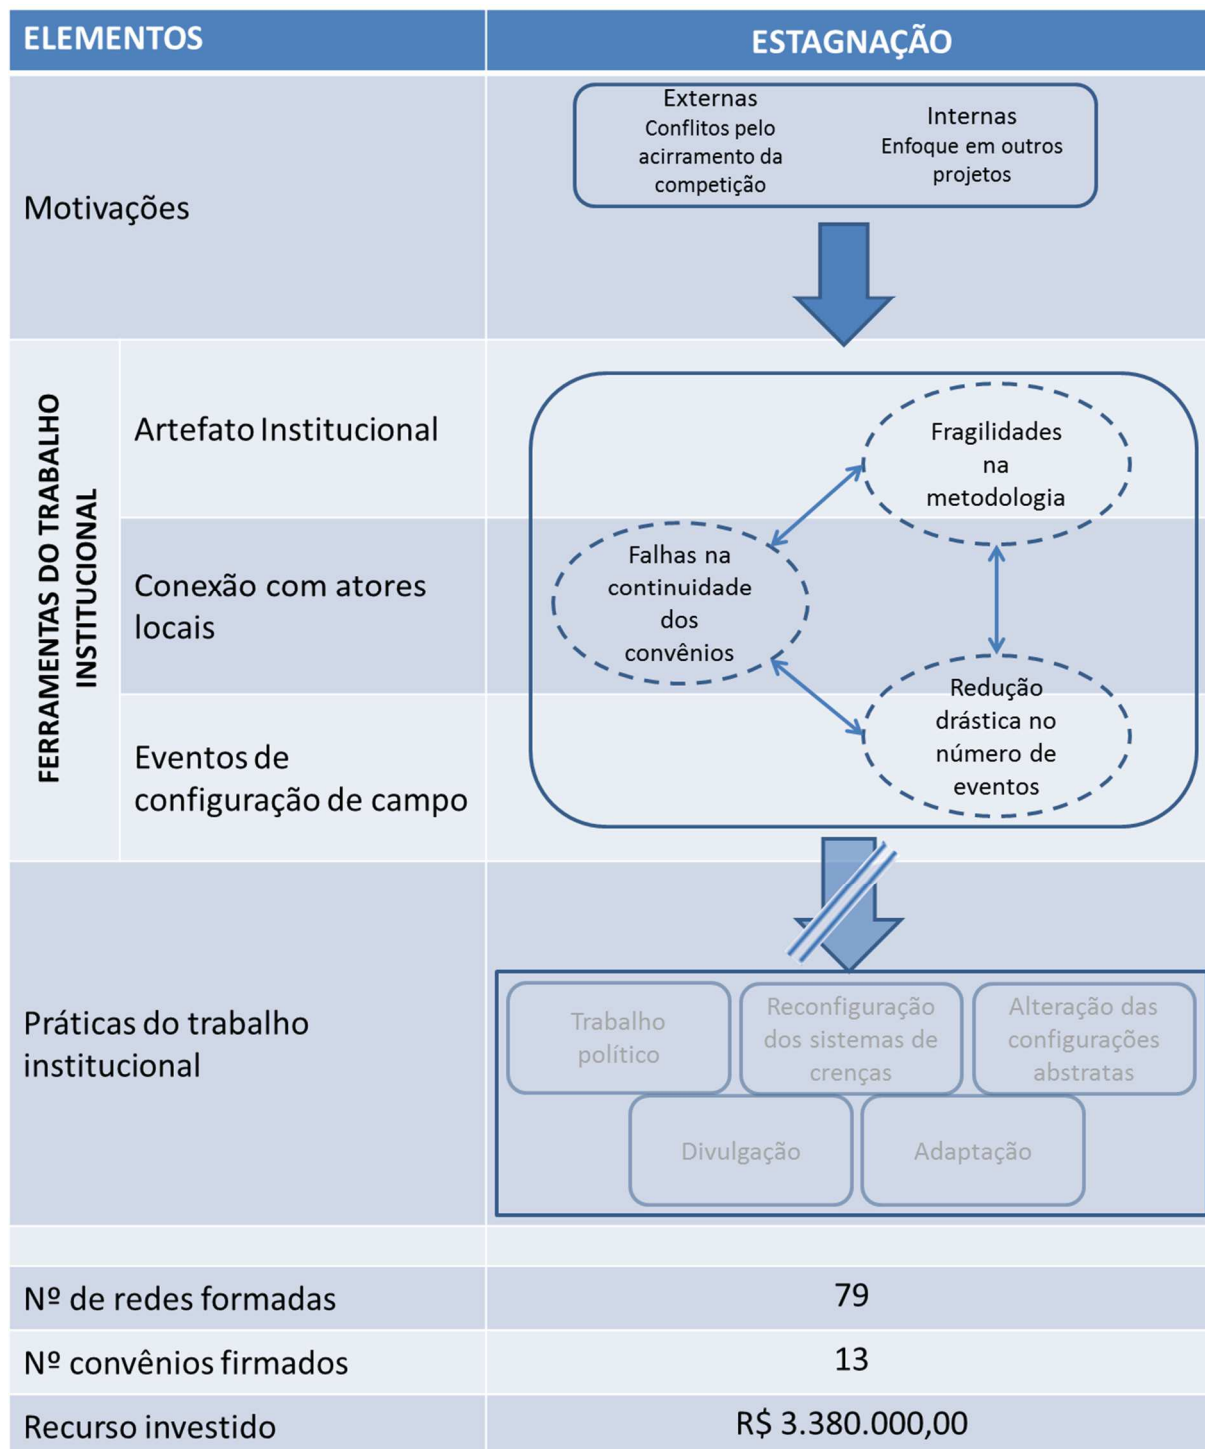 ELEMENTOS
ESTAGNAÇÃO
Motivações
Externas
Conflitos pelo
acirramento da
competição
Internas
Enfoque em outros
projetos
FERRAMENTAS DO TRABALHO
INSTITUCIONAL
Artefato Institucional
Fragilidades
na
metodologia
Conexão com atores
locais
Falhas na
continuidade
dos
convênios
Eventos de
configuração de campo
Redução
drástica no
número de
eventos
Práticas do trabalho
institucional
Trabalho
político
Reconfiguração
dos sistemas de
crenças
Alteração das
configurações
abstratas
Divulgação
Adaptação
Nº de redes formadas
79
Nº convênios firmados
13
Recurso investido
R$ 3.380.000,00